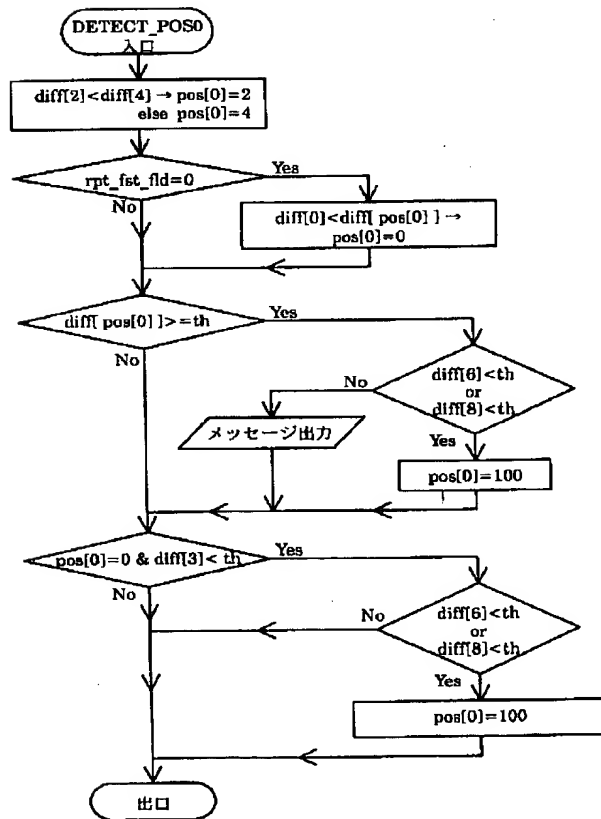 DETECT_POS0
入口
diff[2]<diff[4] → pos[0]=2
else pos[0]=4
rpt_fst_fld=0
Yes
No
diff[0]<diff[ pos[0] ] →
pos[0]=0
diff[ pos[0] ]>=th
Yes
No
diff[6]<th
or
diff[8]<th
No
Yes
メッセージ出力
pos[0]=100
pos[0]=0 & diff[3]< th
Yes
No
diff[6]<th
or
diff[8]<th
No
Yes
pos[0]=100
出口